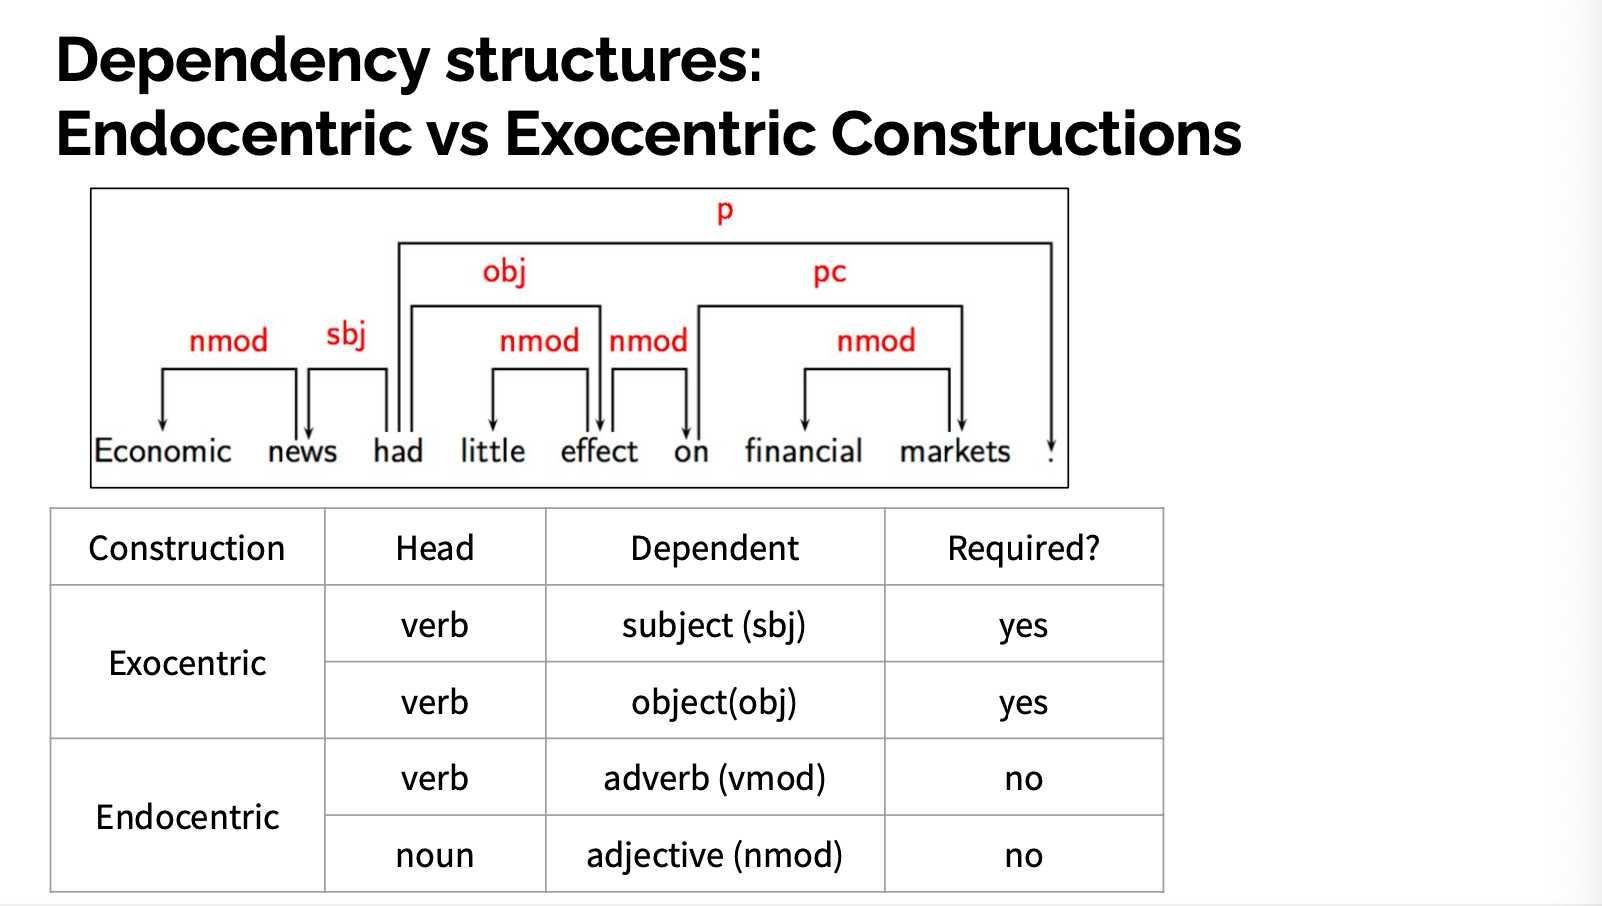 Dependency structures:
Endocentric vs Exocentric Constructions
p
obj pc
nmod sbj nmod nmod nmod
Economic news had little effect on financial markets .
Construction Head Dependent Required?
Exocentric verb subject (sbj) yes
verb object(obj) yes
Endocentric verb adverb (vmod) no
noun adjective (nmod) no